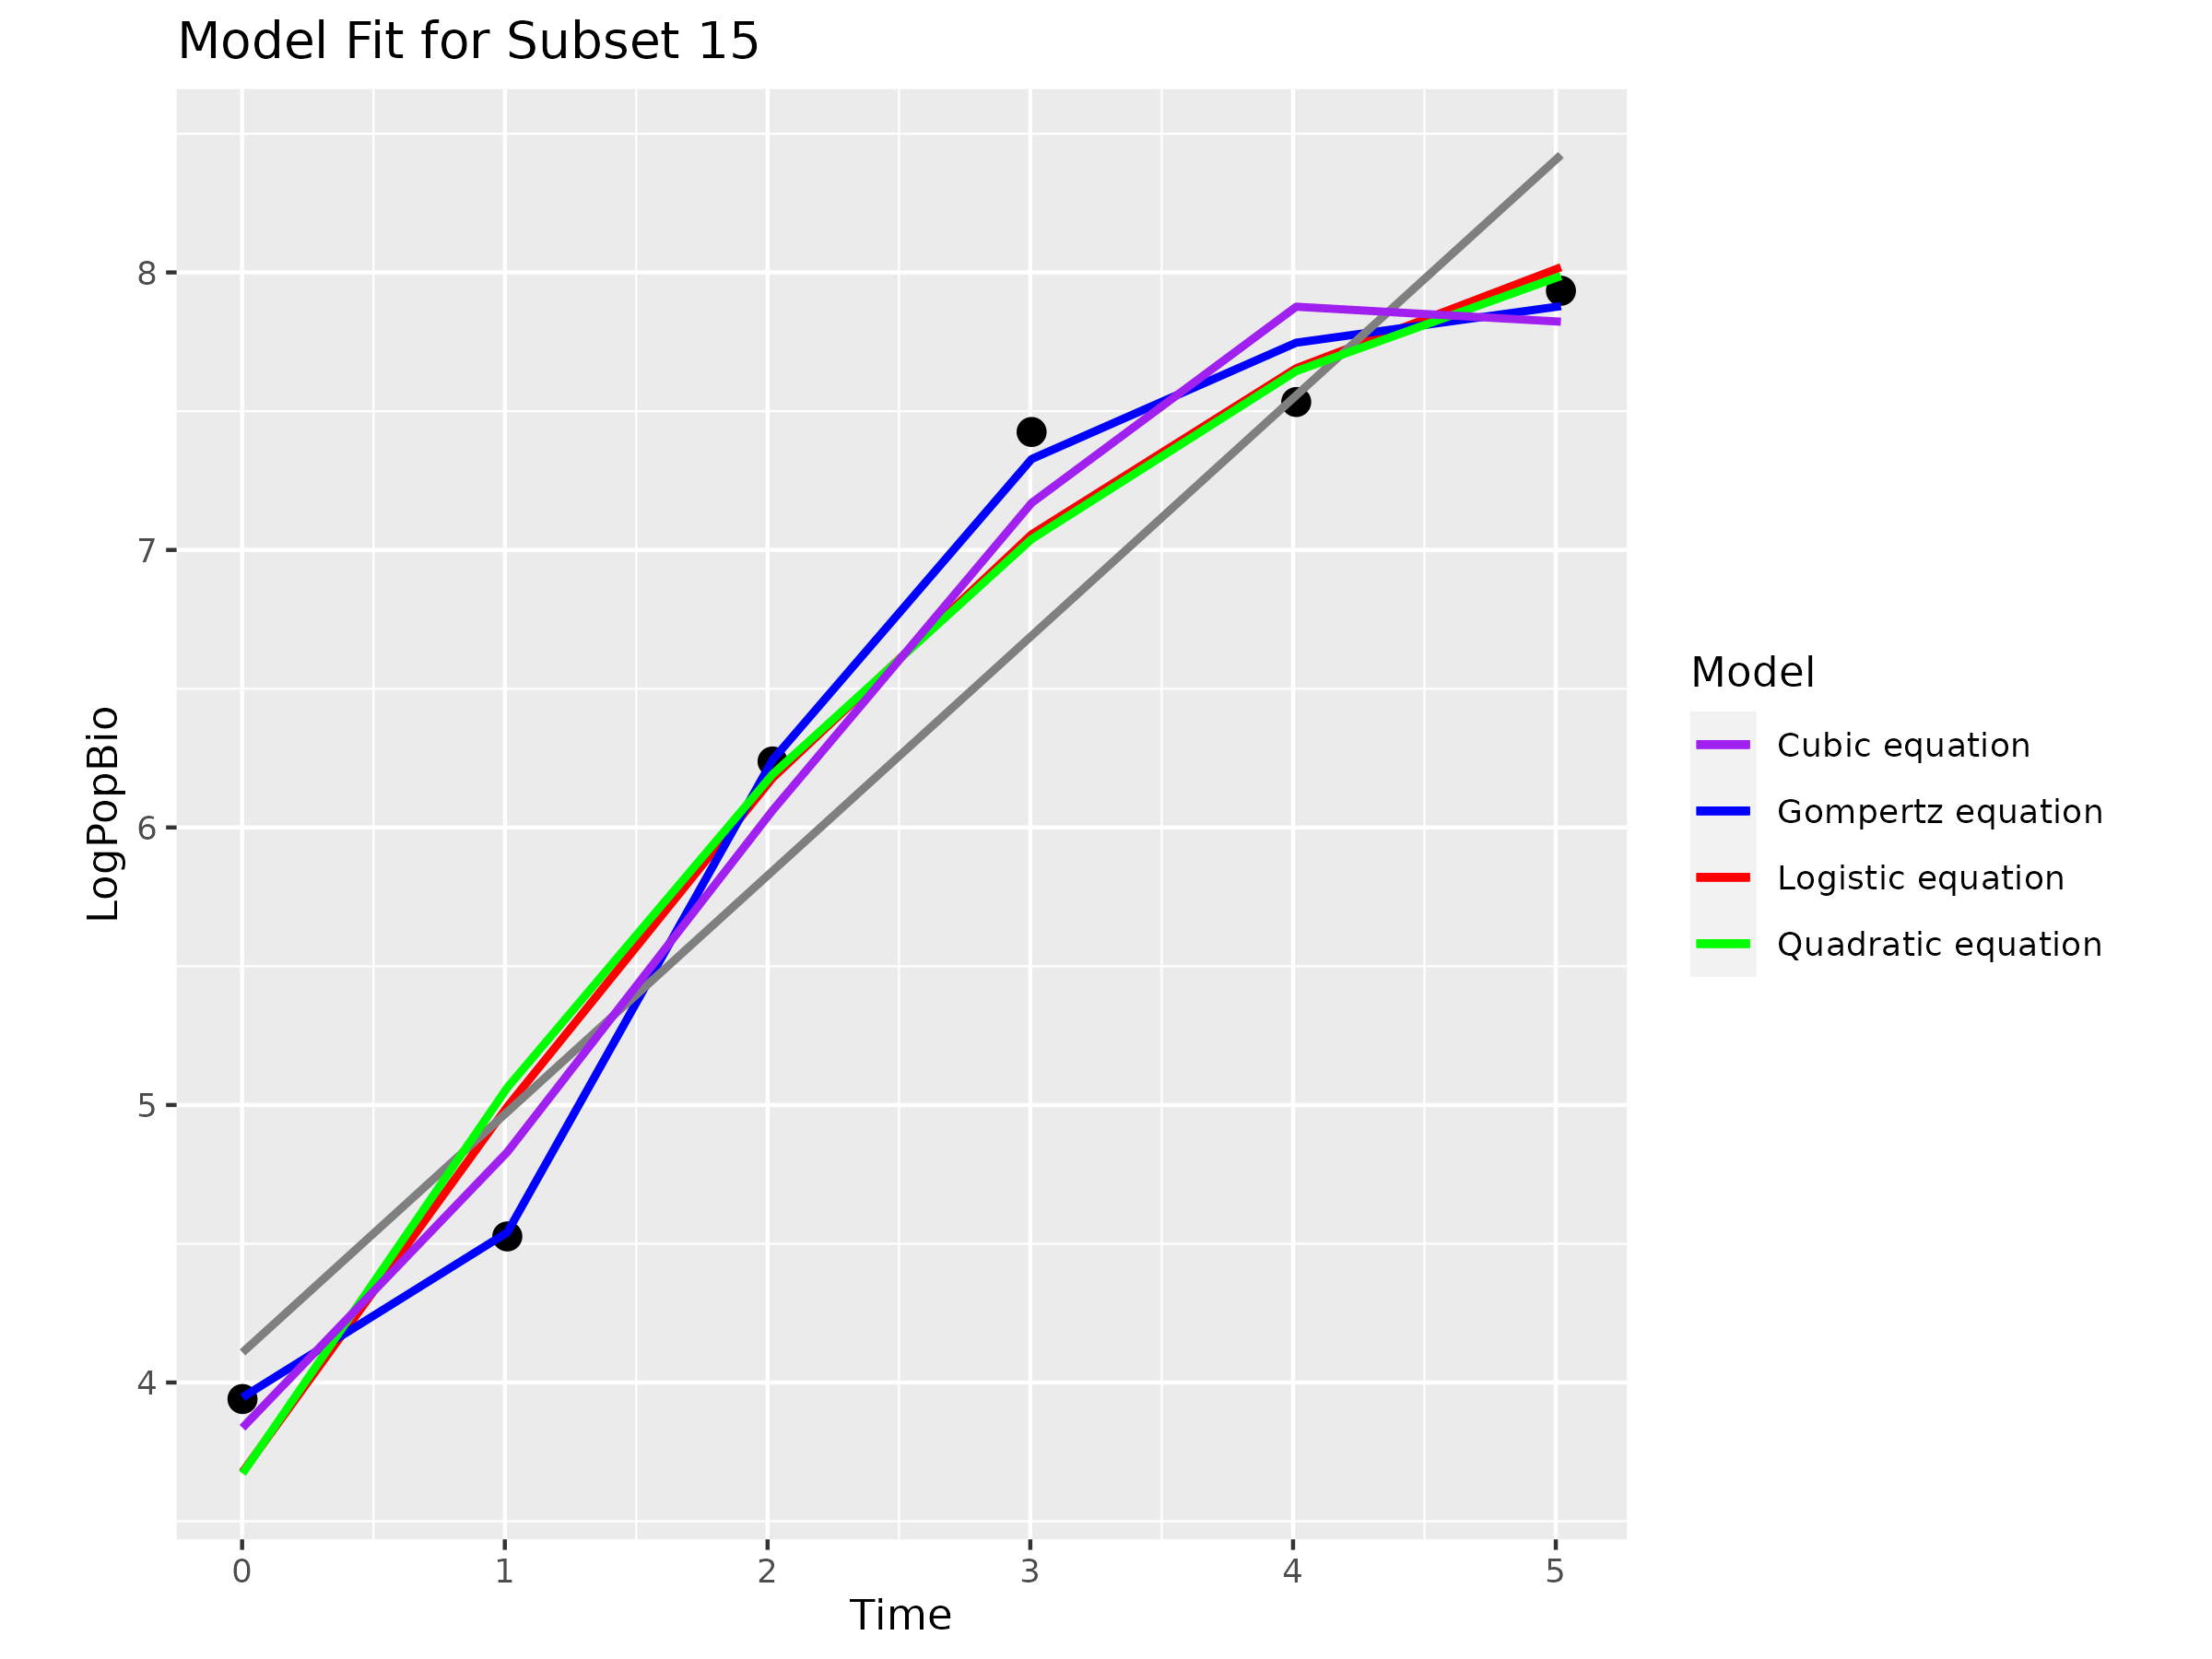 Model Fit for Subset 15
LogPopBio
8
7
6
5
4
0 1 2 3 4 5
Time
Model
Cubic equation
Gompertz equation
Logistic equation
Quadratic equation